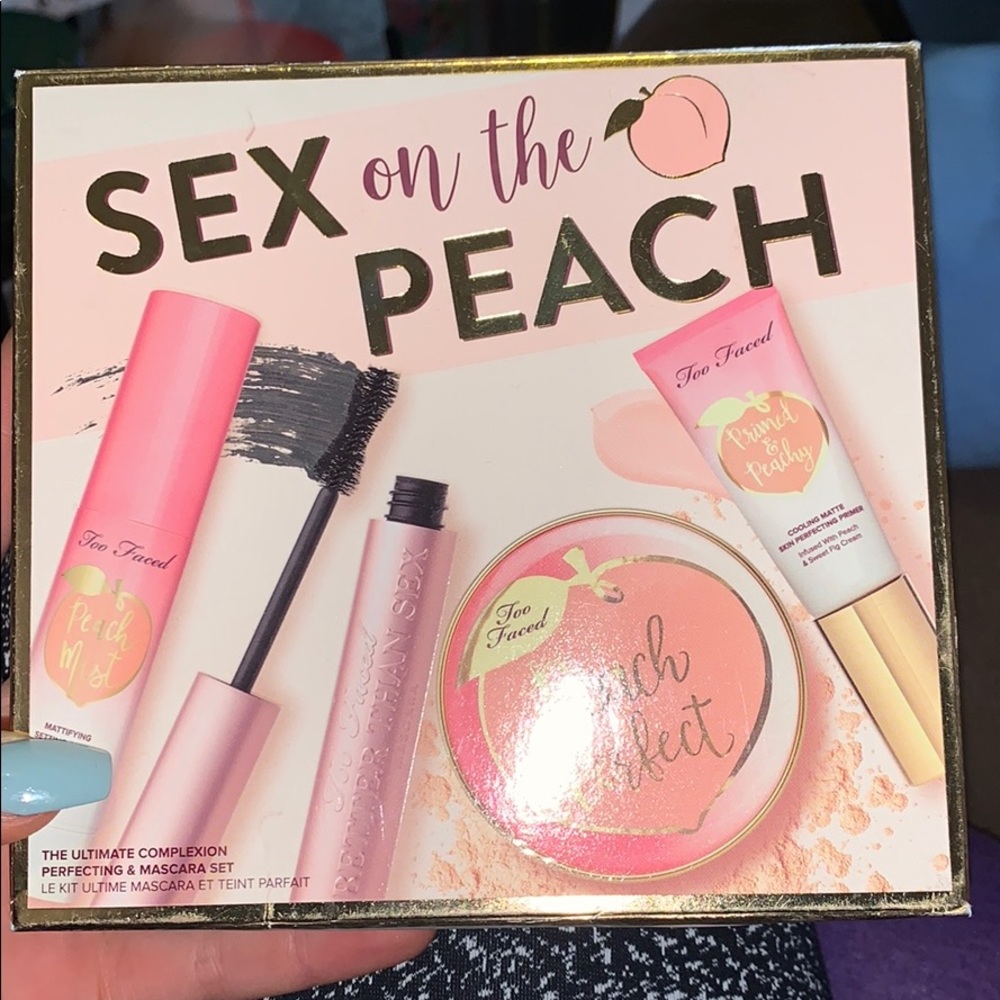 SEX on the
PEACH
Too Faced
Primed
&
Peachy
COOLING MATTE
SKIN PERFECTING PRIMER
Infused With Peach
& Sweet Fig Cream
Too Faced
Peach
Mist
MATTIFYING
Too Faced
BETTER THAN SEX
Too
Faced
THE ULTIMATE COMPLEXION
PERFECTING & MASCARA SET
LE KIT ULTIME MASCARA ET TEINT PARFAIT